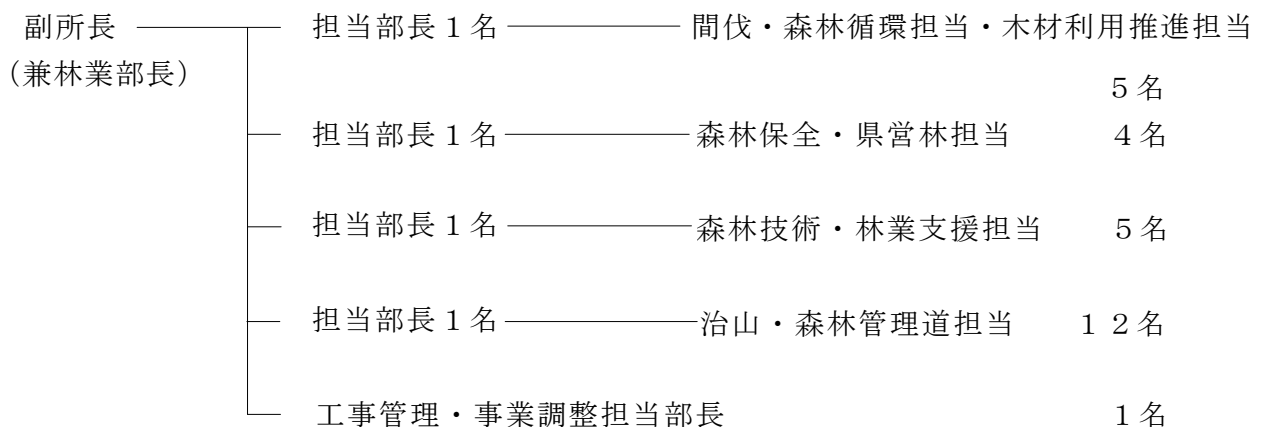 副所長 担当部長１名 間伐・森林循環担当・木材利用推進担当
（兼林業部長）
５名
担当部長１名 森林保全・県営林担当 ４名
担当部長１名 森林技術・林業支援担当 ５名
担当部長１名 治山・森林管理道担当 １２名
工事管理・事業調整担当部長 １名